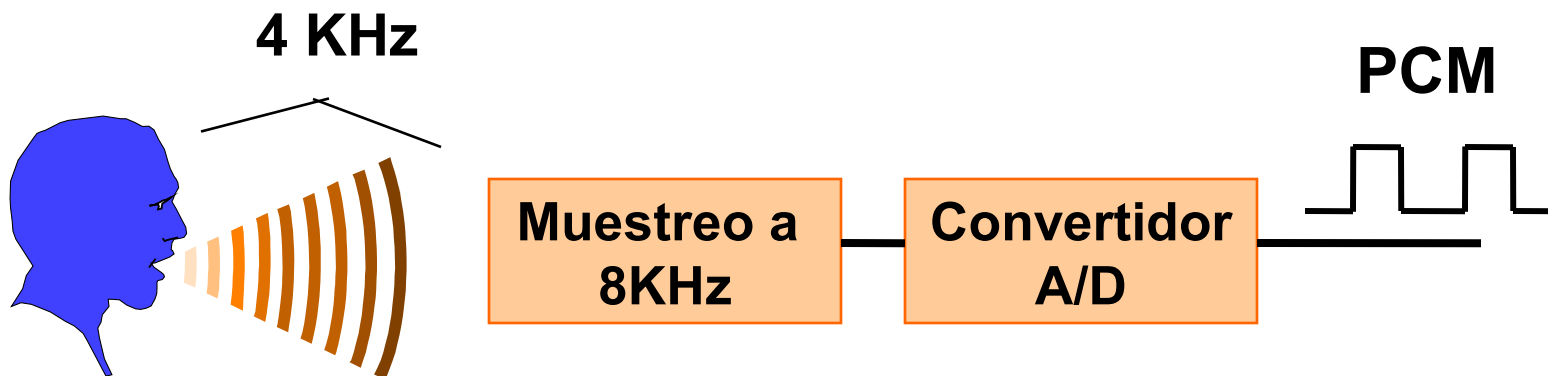 4 KHz
PCM
Muestreo a
8KHz
Convertidor
A/D